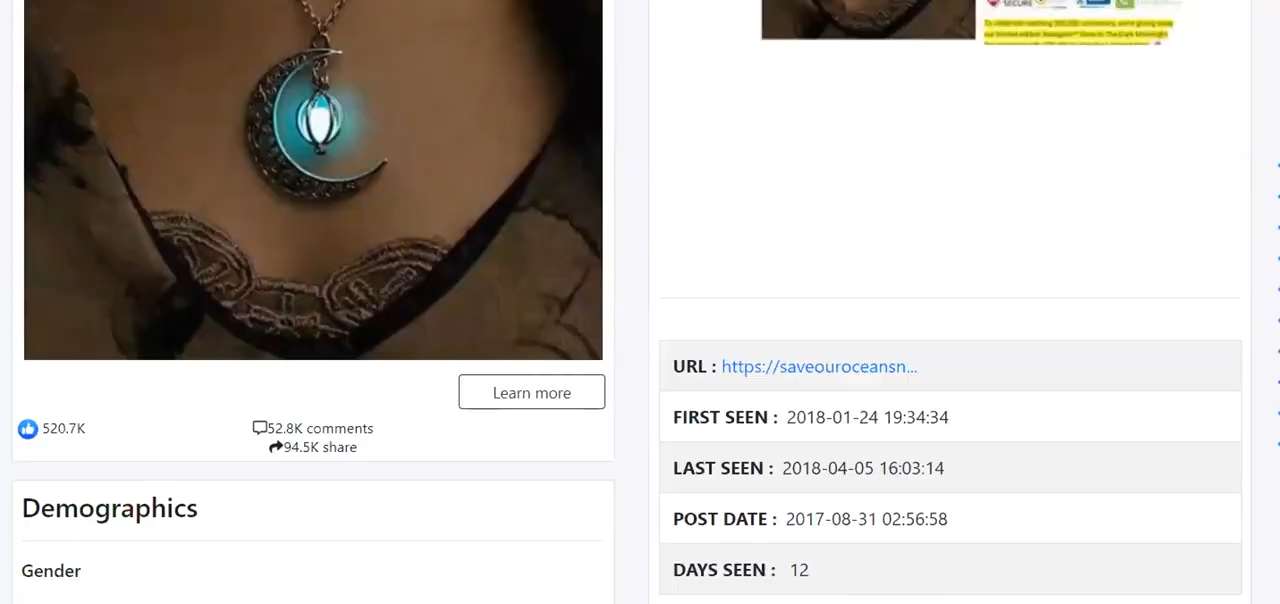 SECURE
Learn more
520.7K
52.8K comments
94.5K share
Demographics
Gender
URL : https://saveouroceansn...
FIRST SEEN : 2018-01-24 19:34:34
LAST SEEN : 2018-04-05 16:03:14
POST DATE : 2017-08-31 02:56:58
DAYS SEEN : 12